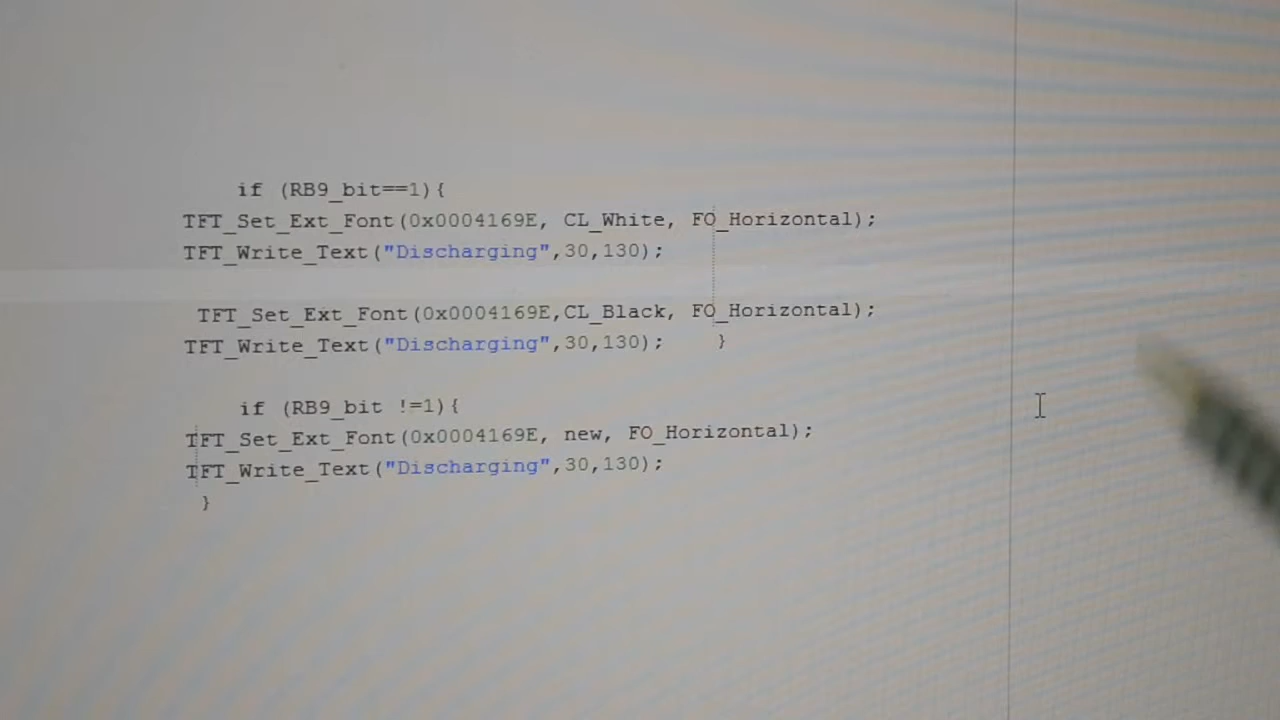 if (RB9_bit==1){
TFT_Set_Ext_Font(0x0004169E, CL_White, FO_Horizontal);
TFT_Write_Text("Discharging",30,130);
TFT_Set_Ext_Font(0x0004169E,CL_Black, FO_Horizontal);
TFT_Write_Text("Discharging",30,130); }
if (RB9_bit !=1){
TFT_Set_Ext_Font(0x0004169E, new, FO_Horizontal);
TFT_Write_Text("Discharging",30,130);
}